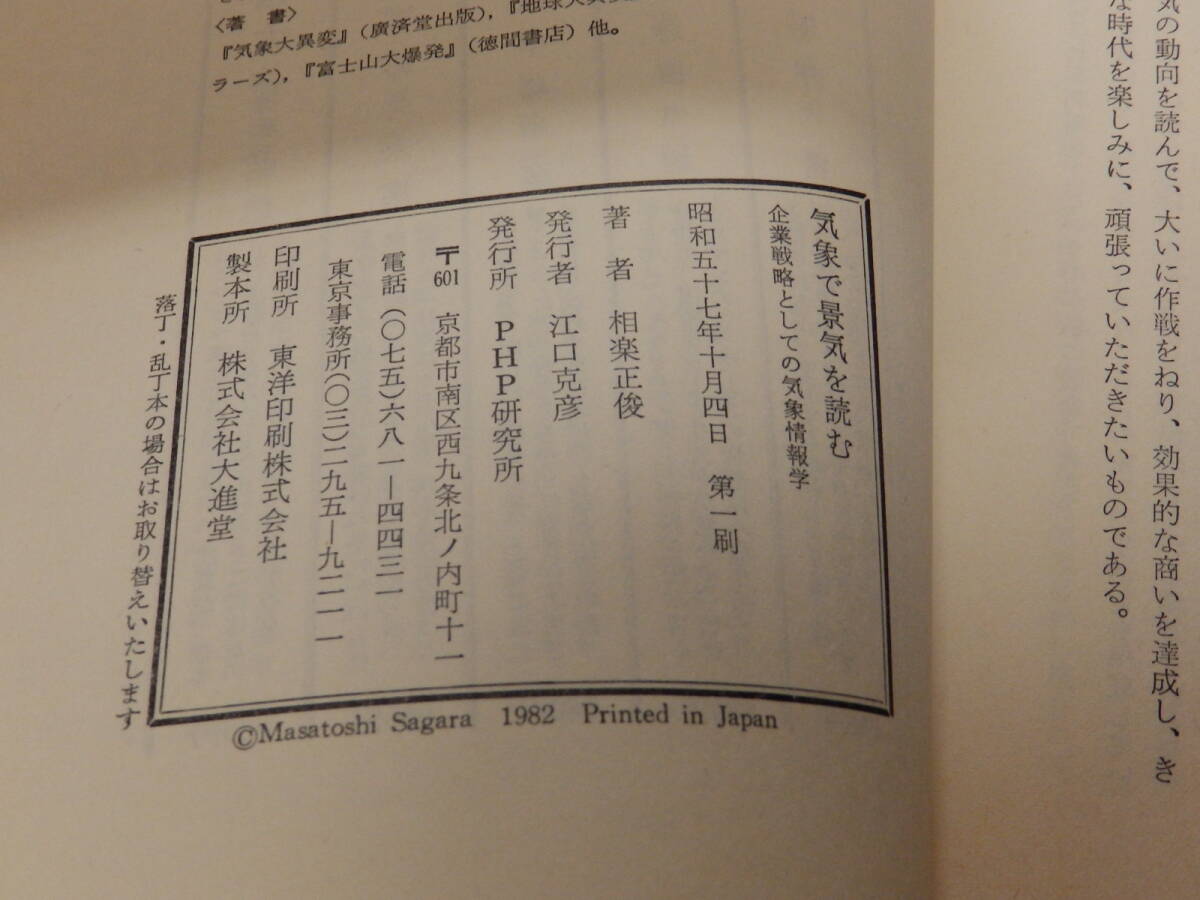 気の動向を読んで、大いに作戦をねり、効果的な商いを達成し、き
な時代を楽しみに、頑張っていただきたいものである。
〈著 書〉
『気象大異変』(廣済堂出版),『地球大異変
ラーズ),『富士山大爆発』(徳間書店)他。
気象で景気を読む
企業戦略としての気象情報学
昭和五十七年十月四日 第一刷
著 者 相楽正俊
発行者 江口克彦
発行所 PHP研究所
〒601 京都市南区西九条北ノ内町十一
電話(〇七五)六八一―四四三一
東京事務所(〇三)二九五―九二一一
印刷所 東洋印刷株式会社
製本所 株式会社大進堂
落丁・乱丁本の場合はお取り替えいたします
©Masatoshi Sagara 1982 Printed in Japan